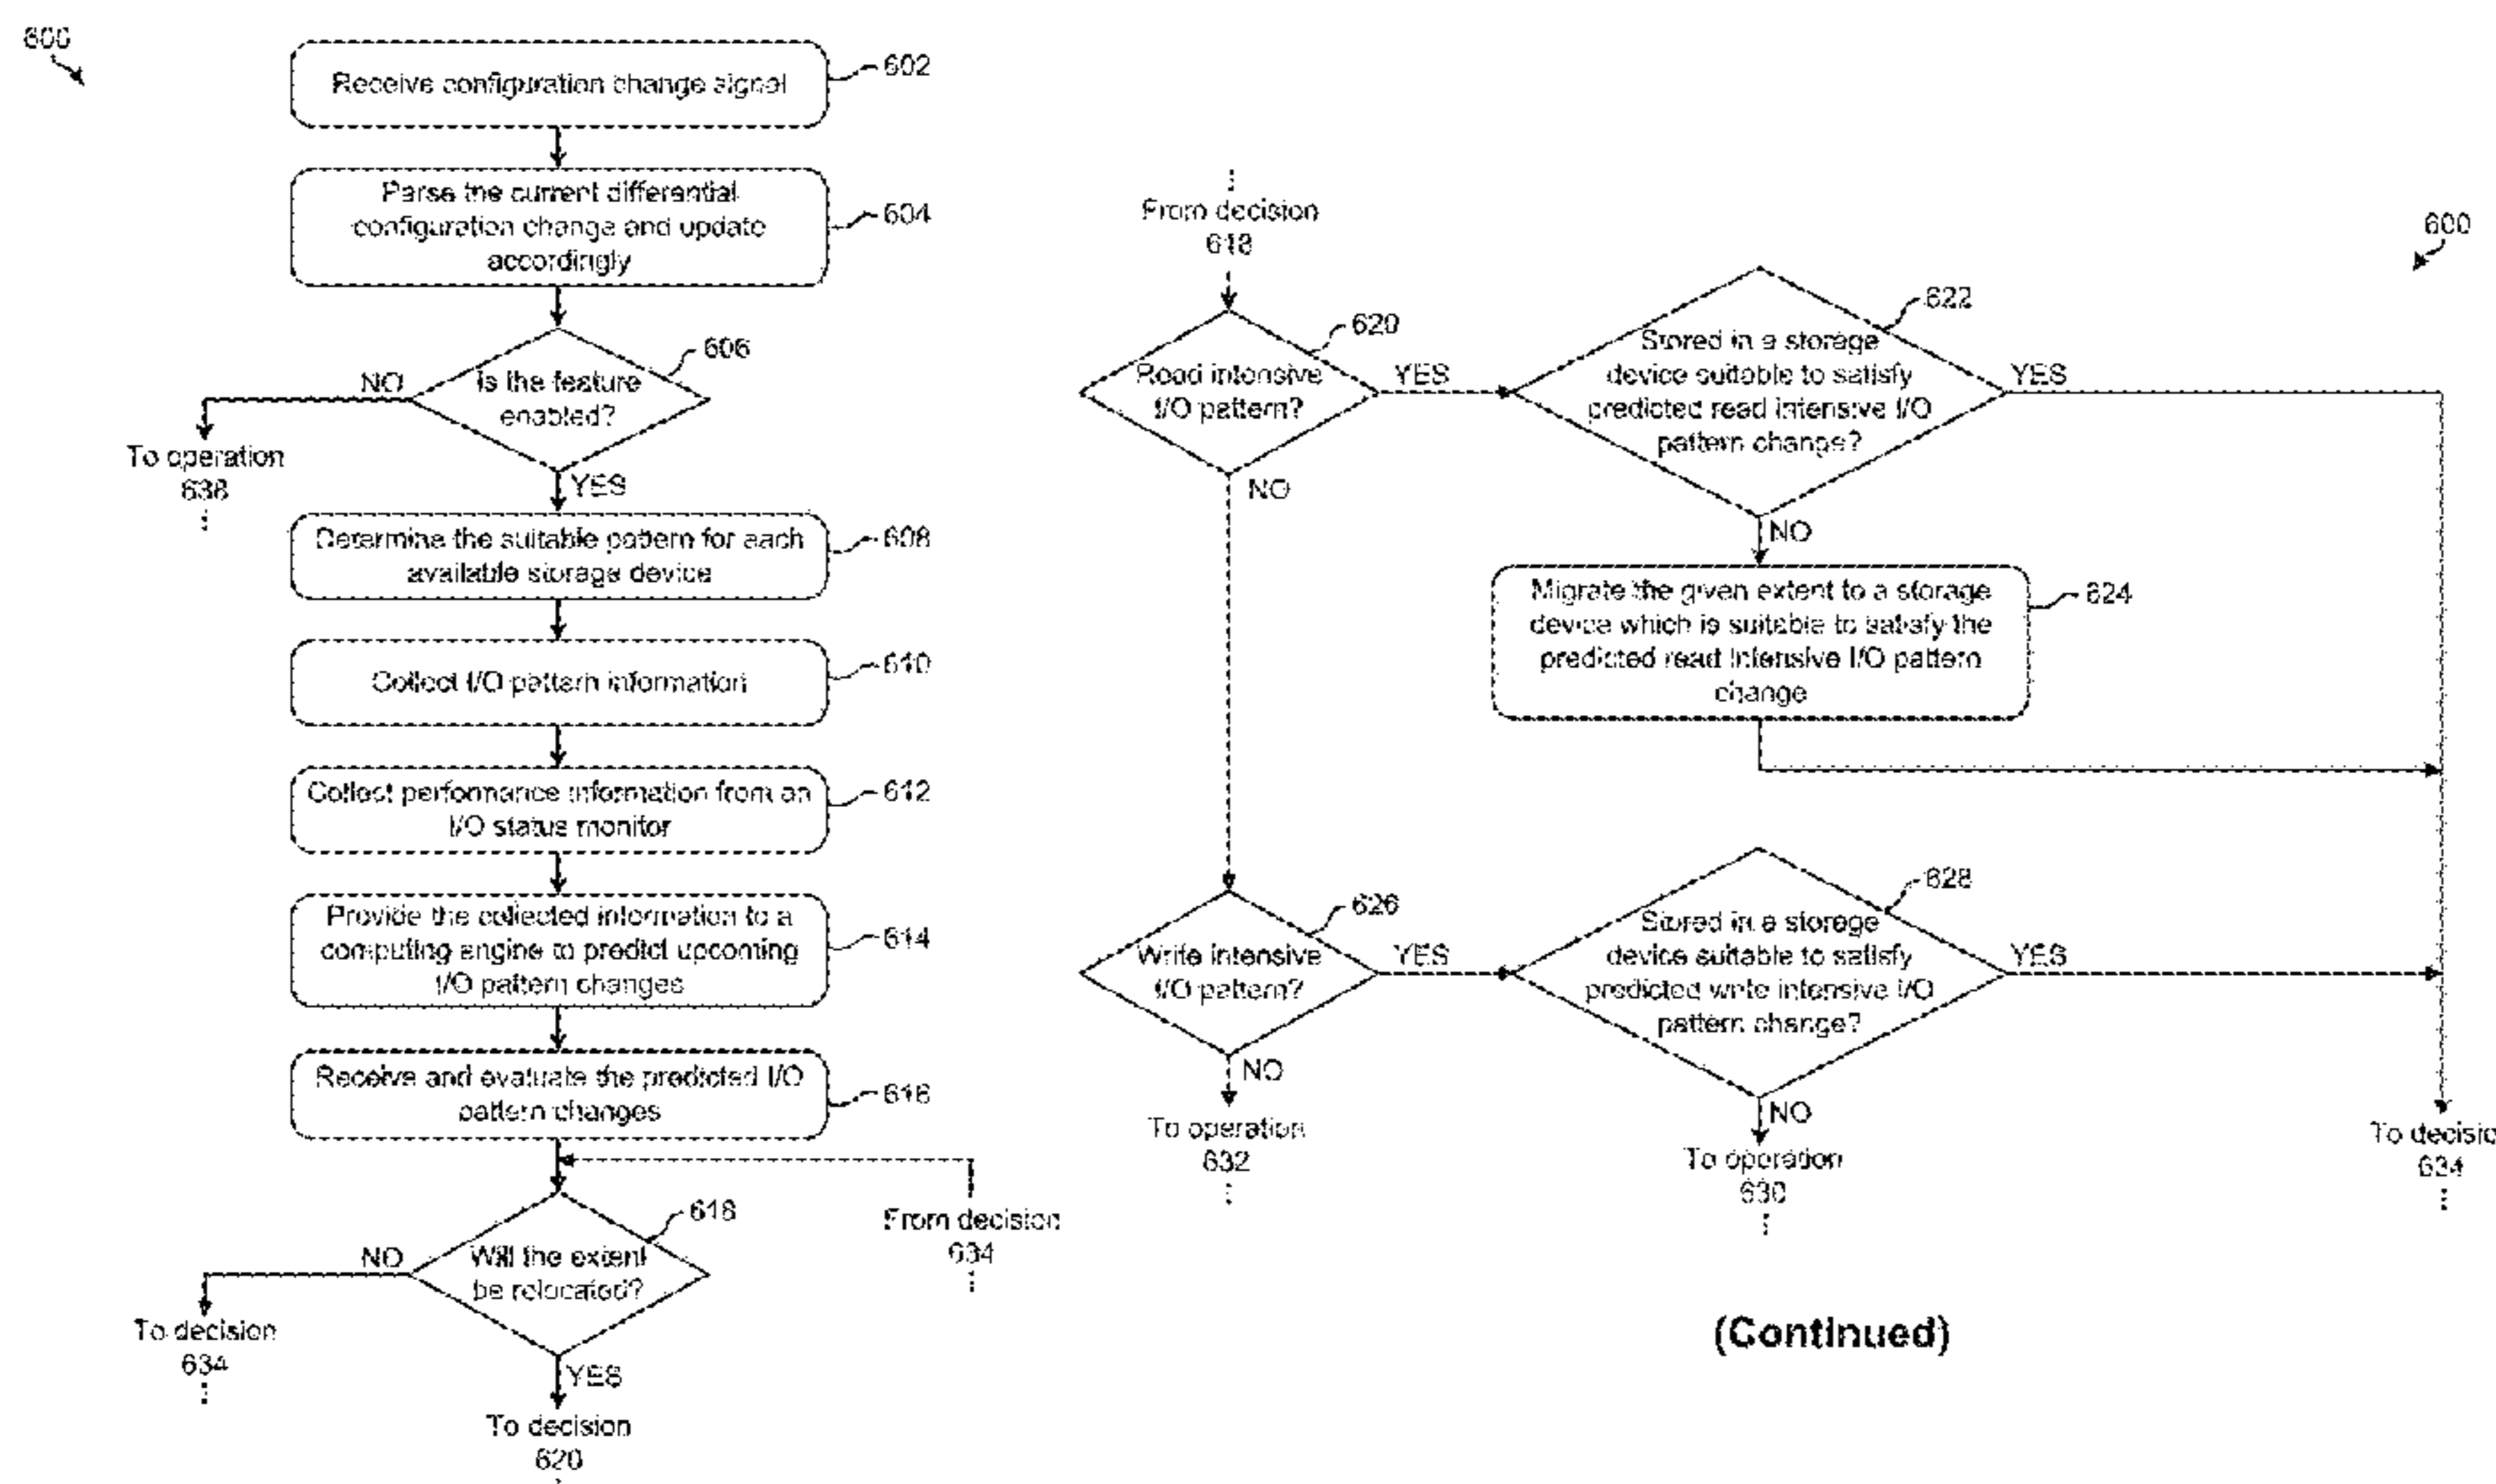 600
Receive configuration change signal
602
Parse the current differential
configuration change and update
accordingly
604
Is the feature
enabled?
606
NO
To operation
636
YES
Determine the suitable pattern for each
available storage device
608
Collect I/O pattern information
610
Collect performance information from an
I/O status monitor
612
Provide the collected information to a
computing engine to predict upcoming
I/O pattern changes
614
Receive and evaluate the predicted I/O
pattern changes
616
From decision
634
Will the extent
be relocated?
618
NO
To decision
634
YES
To decision
620
From decision
618
600
Read intensive
I/O pattern?
620
YES
NO
Stored in a storage
device suitable to satisfy
predicted read intensive I/O
pattern change?
622
YES
NO
Migrate the given extent to a storage
device which is suitable to satisfy the
predicted read intensive I/O pattern
change
624
Write intensive
I/O pattern?
626
YES
NO
To operation
632
Stored in a storage
device suitable to satisfy
predicted write intensive I/O
pattern change?
628
YES
NO
To operation
630
To decisio
634
(Continued)